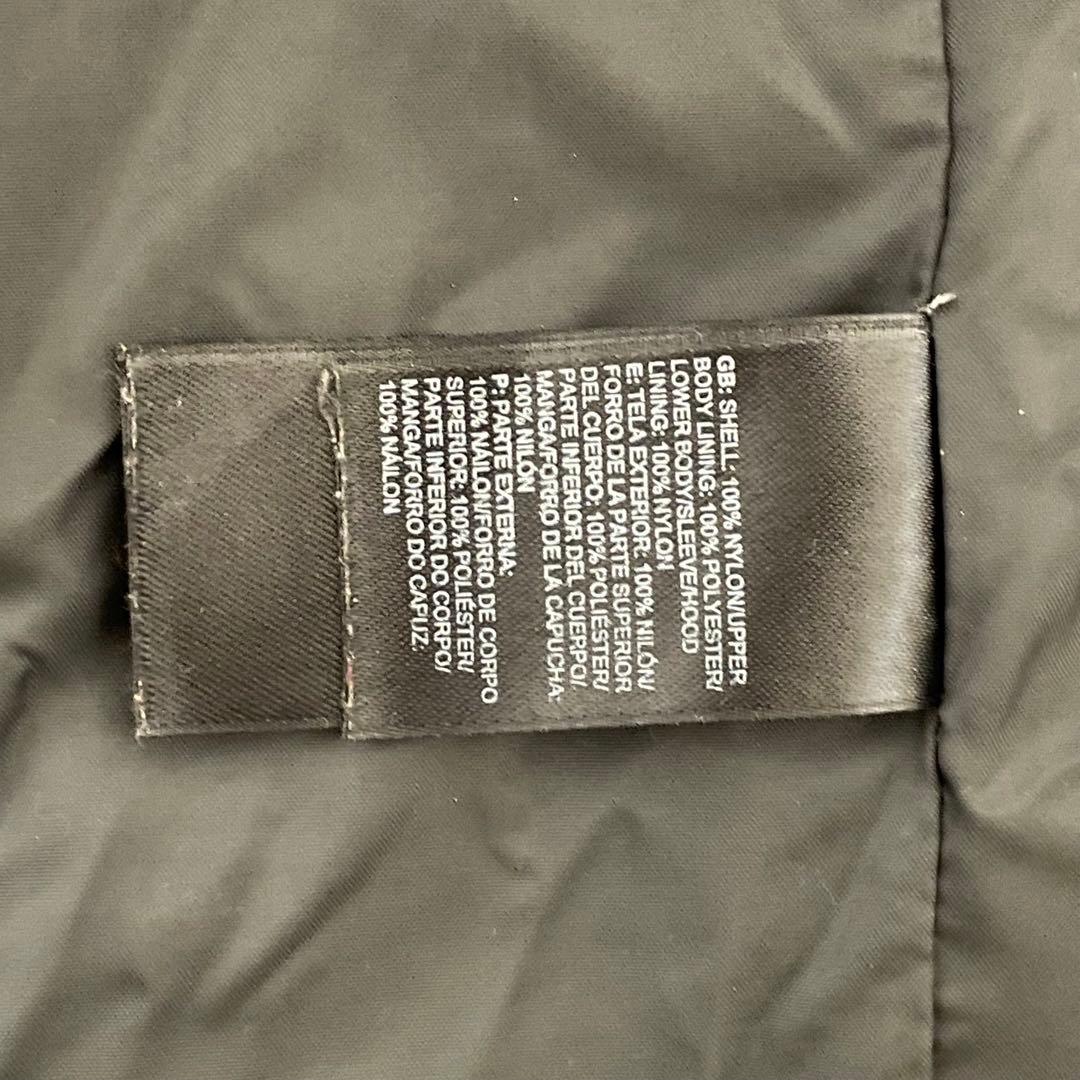 GB: SHELL: 100% NYLON/UPPER
BODY LINING: 100% POLYESTER/
LOWER BODY/SLEEVE/HOOD
LINING: 100% NYLON
E: TELA EXTERIOR: 100% NILÓN/
FORRO DE LA PARTE SUPERIOR
DEL CUERPO: 100% POLIÉSTER/
PARTE INFERIOR DEL CUERPO/
MANGA/FORRO DE LA CAPUCHA:
100% NILÓN
P: PARTE EXTERNA:
100% NÁILON/FORRO DE CORPO
SUPERIOR: 100% POLIÉSTER/
PARTE INFERIOR DO CORPO/
MANGA/FORRO DO CAPUZ:
100% NÁILON